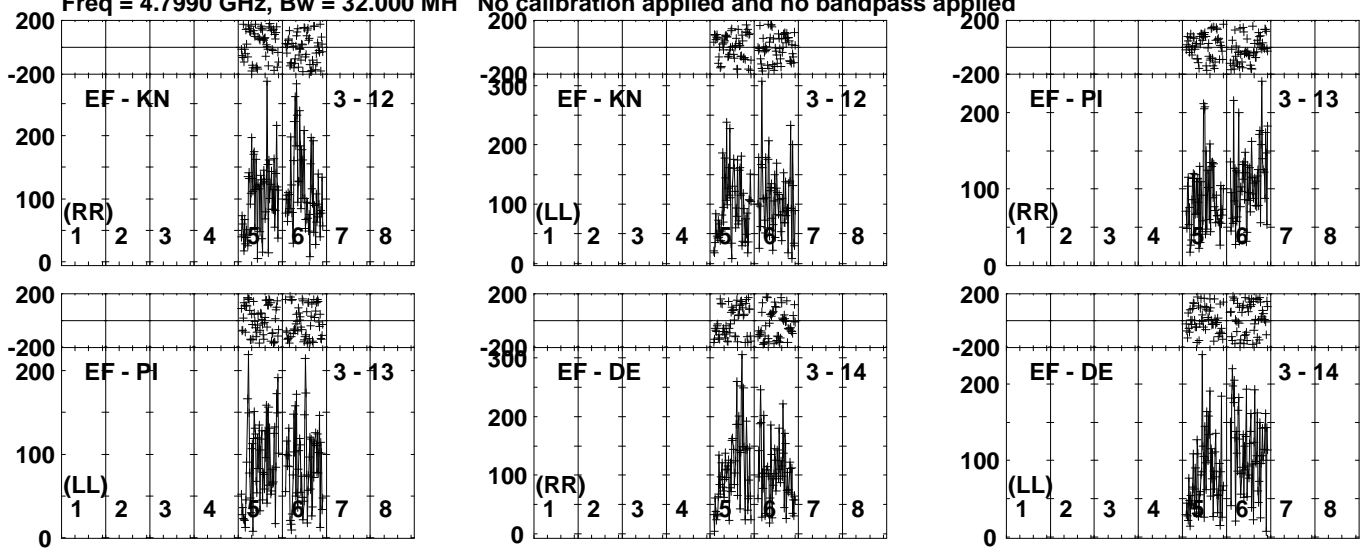 Freq = 4.7990 GHz, Bw = 32.000 MH No calibration applied and no bandpass applied
200
-200
EF - KN 3 - 12
200
100
(RR)
1 2 3 4 5 6 7 8
0
200
-200
300
EF - KN 3 - 12
200
100
(LL)
1 2 3 4 5 6 7 8
0
200
-200
EF - PI 3 - 13
200
100
(RR)
1 2 3 4 5 6 7 8
0
200
-200
200
EF - PI 3 - 13
100
(LL)
1 2 3 4 5 6 7 8
0
200
-200
300
EF - DE 3 - 14
200
100
(RR)
1 2 3 4 5 6 7 8
0
200
-200
EF - DE 3 - 14
200
100
(LL)
1 2 3 4 5 6 7 8
0